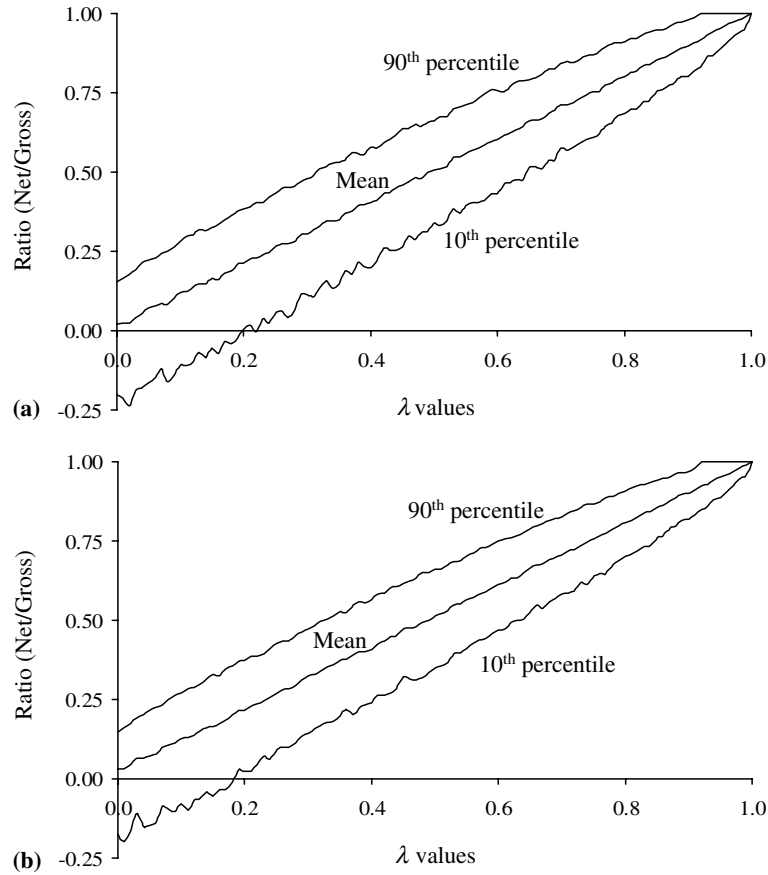 1.00
90th percentile
0.75
Ratio (Net/Gross)
0.50
Mean
0.25
10th percentile
0.00
0.0 0.2 0.4 0.6 0.8 1.0
(a) -0.25
λ values
1.00
90th percentile
0.75
Ratio (Net/Gross)
0.50
Mean
10th percentile
0.25
0.00
0.0 0.2 0.4 0.6 0.8 1.0
(b) -0.25
λ values